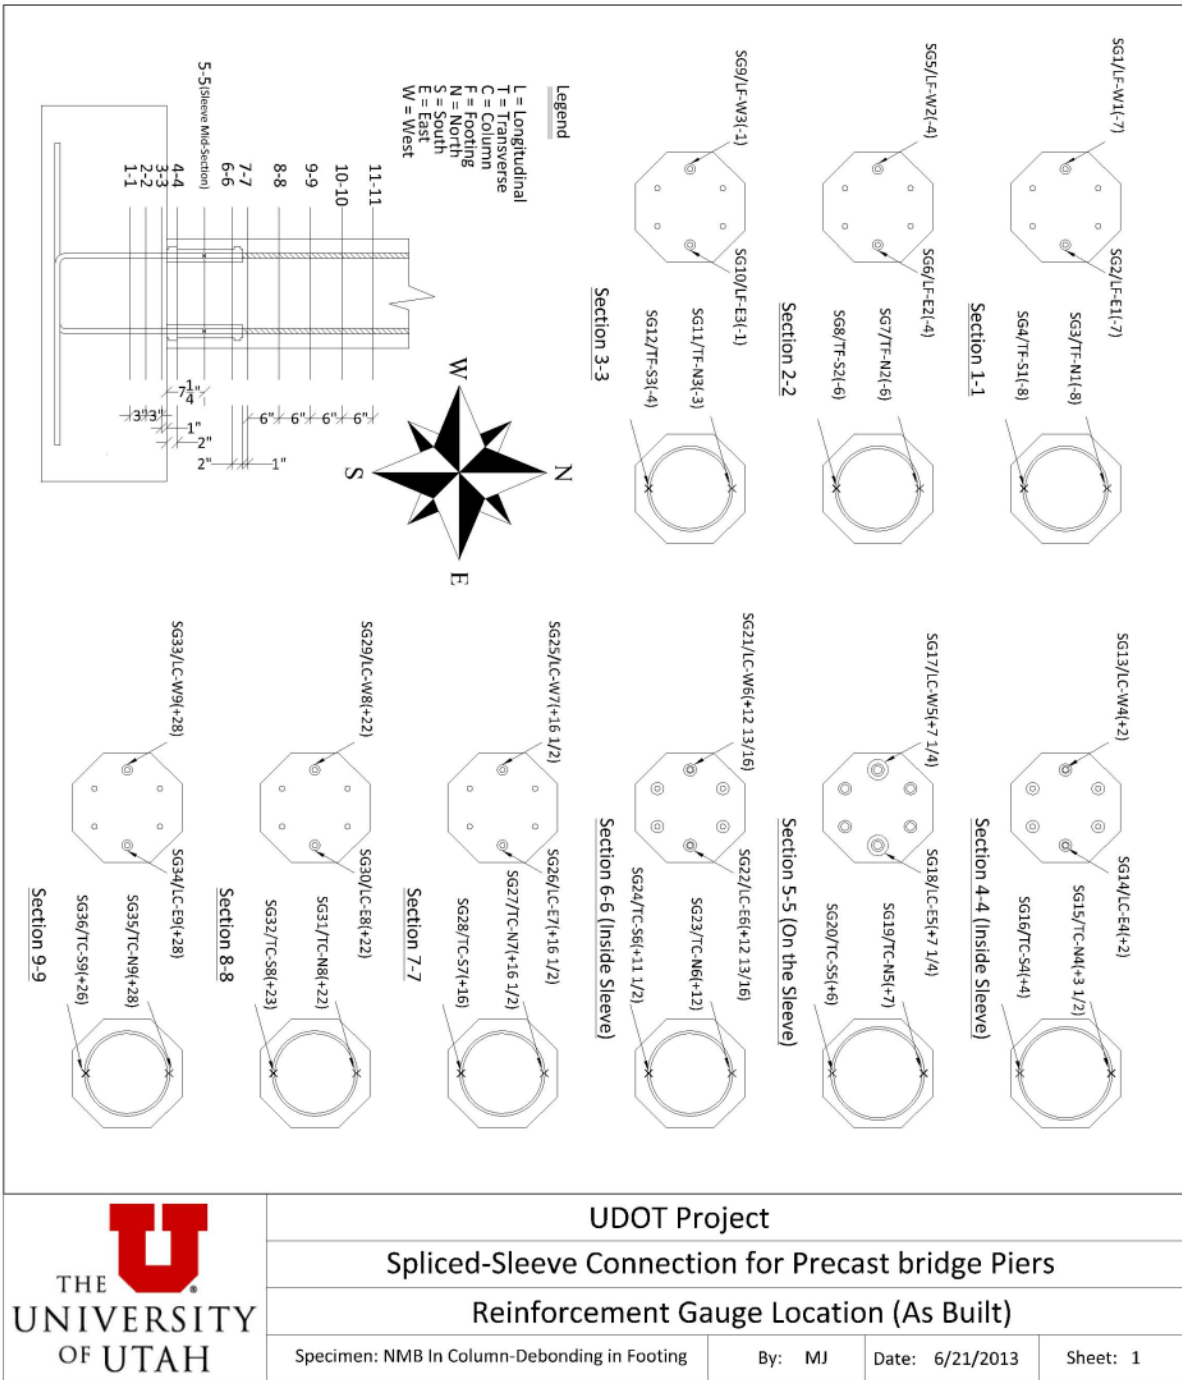 SG1/LF-W1(-7)
SG2/LF-E1(-7)
SG3/TF-N1(-8)
SG4/TF-S1(-8)
Section 1-1
SG5/LF-W2(-4)
SG6/LF-E2(-4)
SG7/TF-N2(-6)
SG8/TF-S2(-6)
Section 2-2
SG9/LF-W3(-1)
SG10/LF-E3(-1)
SG11/TF-N3(-3)
SG12/TF-S3(-4)
Section 3-3
Legend
L = Longitudinal
T = Transverse
C = Column
F = Footing
N = North
S = South
E = East
W = West
11-11
10-10
9-9
8-8
7-7
6-6
5-5(Sleeve Mid-Section)
4-4
3-3
2-2
1-1
7 1/4"
3"
3"
1"
2"
2"
1"
6"
6"
6"
6"
W
N
S
E
SG13/LC-W4(+2)
SG14/LC-E4(+2)
SG15/TC-N4(+3 1/2)
SG16/TC-S4(+4)
Section 4-4 (Inside Sleeve)
SG17/LC-W5(+7 1/4)
SG18/LC-E5(+7 1/4)
SG19/TC-N5(+7)
SG20/TC-S5(+6)
Section 5-5 (On the Sleeve)
SG21/LC-W6(+12 13/16)
SG22/LC-E6(+12 13/16)
SG23/TC-N6(+12)
SG24/TC-S6(+11 1/2)
Section 6-6 (Inside Sleeve)
SG25/LC-W7(+16 1/2)
SG26/LC-E7(+16 1/2)
SG27/TC-N7(+16 1/2)
SG28/TC-S7(+16)
Section 7-7
SG29/LC-W8(+22)
SG30/LC-E8(+22)
SG31/TC-N8(+22)
SG32/TC-S8(+23)
Section 8-8
SG33/LC-W9(+28)
SG34/LC-E9(+28)
SG35/TC-N9(+28)
SG36/TC-S9(+26)
Section 9-9
U
®
THE
UNIVERSITY
OF UTAH
UDOT Project
Spliced-Sleeve Connection for Precast bridge Piers
Reinforcement Gauge Location (As Built)
Specimen: NMB In Column-Debonding in Footing
By: MJ
Date: 6/21/2013
Sheet: 1